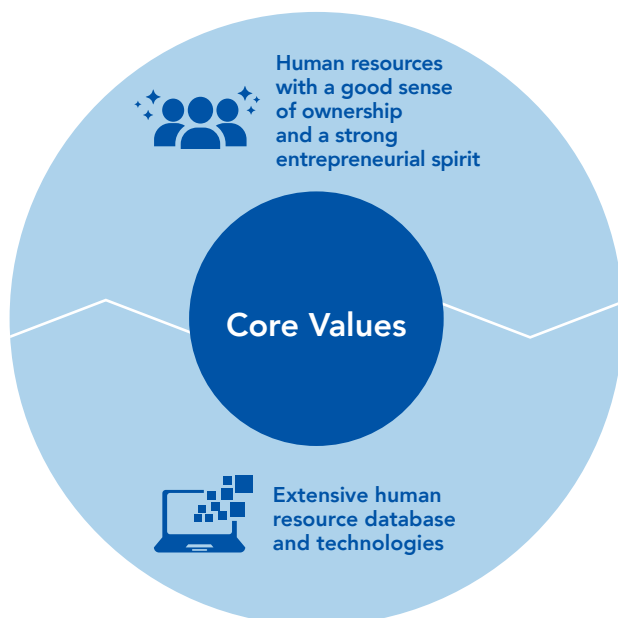 Human resources
with a good sense
of ownership
and a strong
entrepreneurial spirit
Core Values
Extensive human
resource database
and technologies